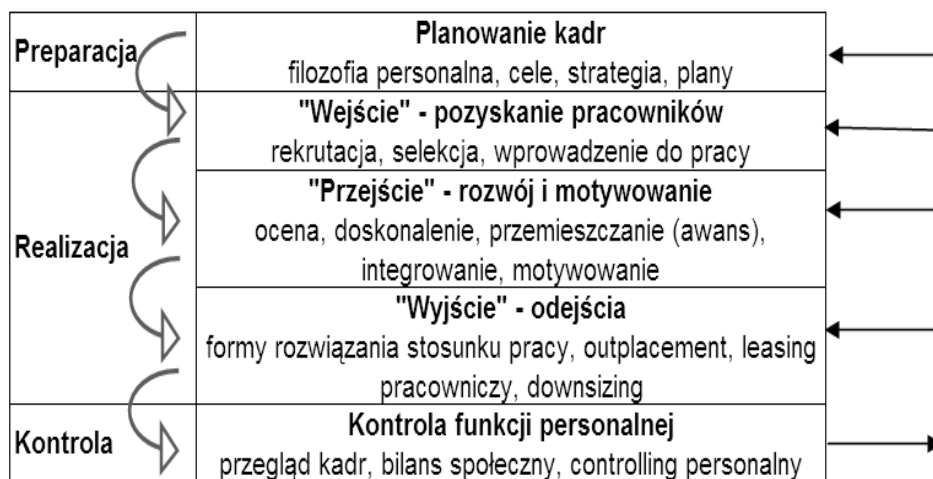 Preparacja
Planowanie kadr
filozofia personalna, cele, strategia, plany
Realizacja
"Wejście" - pozyskanie pracowników
rekrutacja, selekcja, wprowadzenie do pracy
"Przejście" - rozwój i motywowanie
ocena, doskonalenie, przemieszczanie (awans),
integrowanie, motywowanie
"Wyjście" - odejścia
formy rozwiązania stosunku pracy, outplacement, leasing
pracowniczy, downsizing
Kontrola
Kontrola funkcji personalnej
przegląd kadr, bilans społeczny, controlling personalny